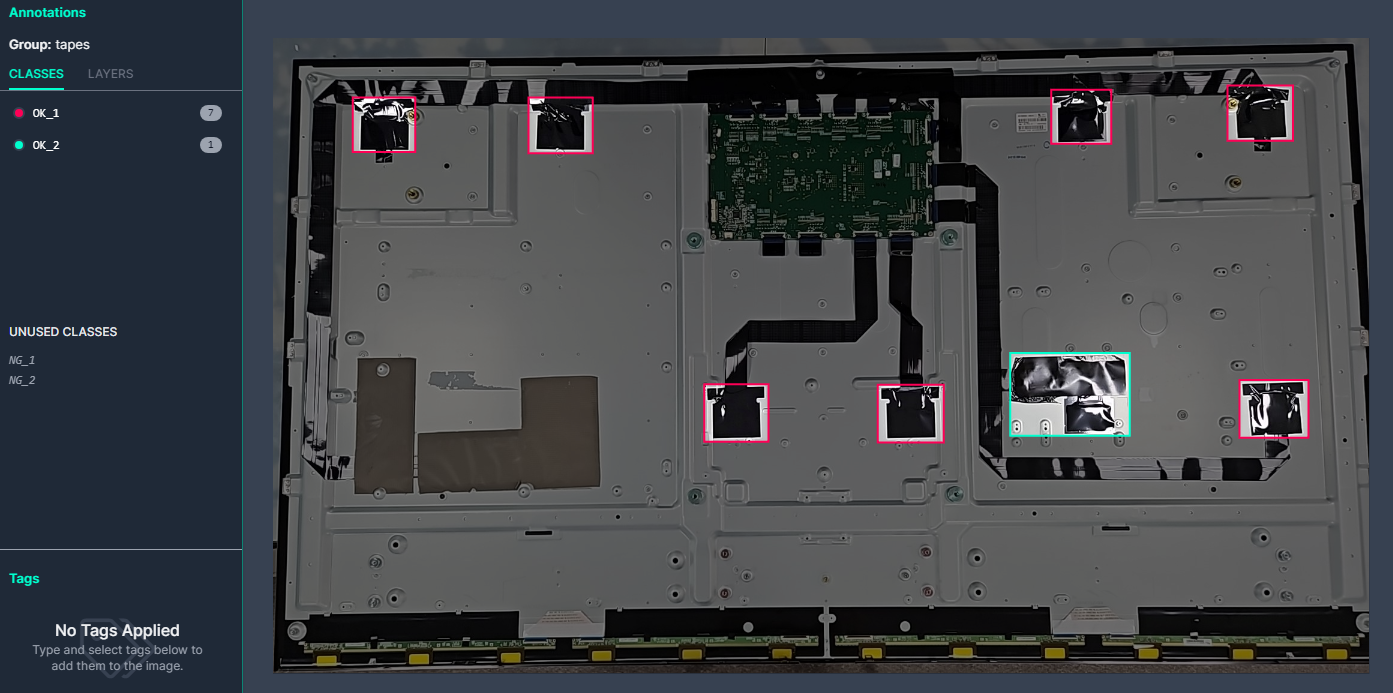 Annotations
Group: tapes
CLASSES LAYERS
OK_1 7
OK_2 1
UNUSED CLASSES
NG_1
NG_2
Tags
No Tags Applied
Type and select tags below to
add them to the image.